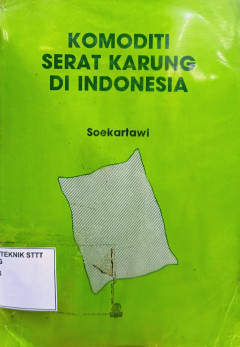 KOMODITI
SERAT KARUNG
DI INDONESIA
Soekartawi
TEKNIK STTT